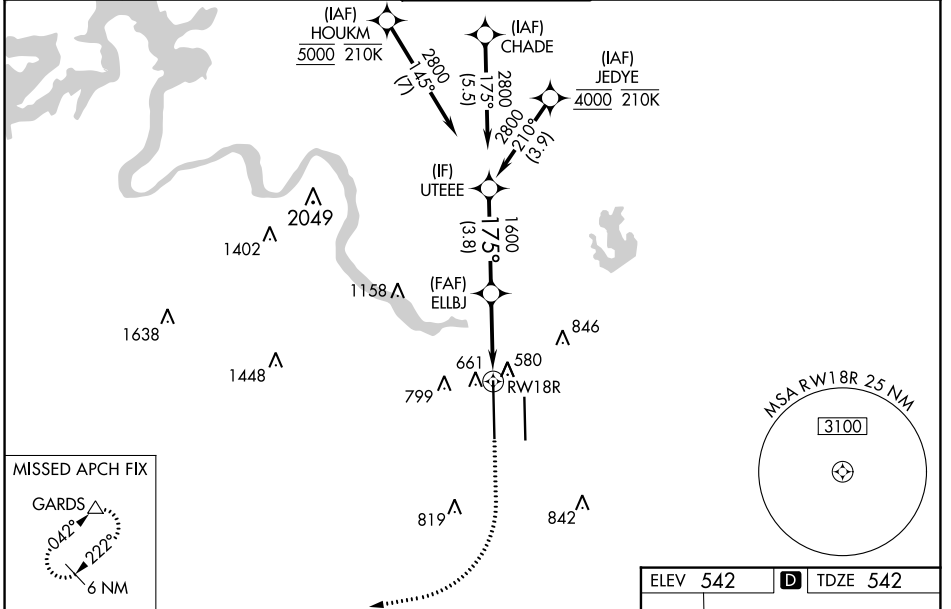 (IAF)
HOUKM
5000 210K
2800
145°
(7)
(IAF)
CHADE
2800
175°
(5.5)
(IAF)
JEDYE
4000 210K
2800
210°
(3.9)
(IF)
UTEEE
1600
175°
(3.8)
(FAF)
ELLBJ
2049
1402
1158
1638
1448
846
661
580
799
RW18R
819
842
MSA RW18R 25 NM
3100
MISSED APCH FIX
GARDS
042°
222°
6 NM
ELEV 542 D TDZE 542